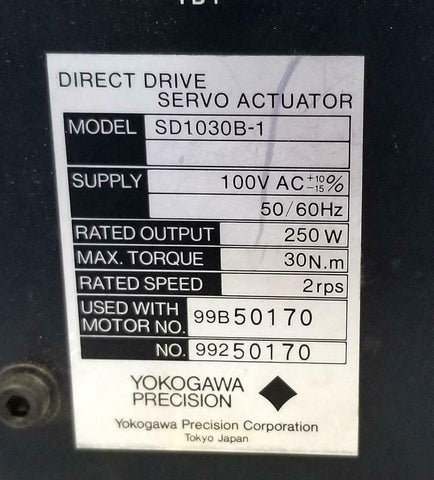 DIRECT DRIVE
SERVO ACTUATOR
MODEL SD1030B-1
SUPPLY 100V AC +10 -15 %
50/60Hz
RATED OUTPUT 250 W
MAX. TORQUE 30N.m
RATED SPEED 2rps
USED WITH
MOTOR NO. 99B50170
NO. 99250170
YOKOGAWA
PRECISION
Yokogawa Precision Corporation
Tokyo Japan